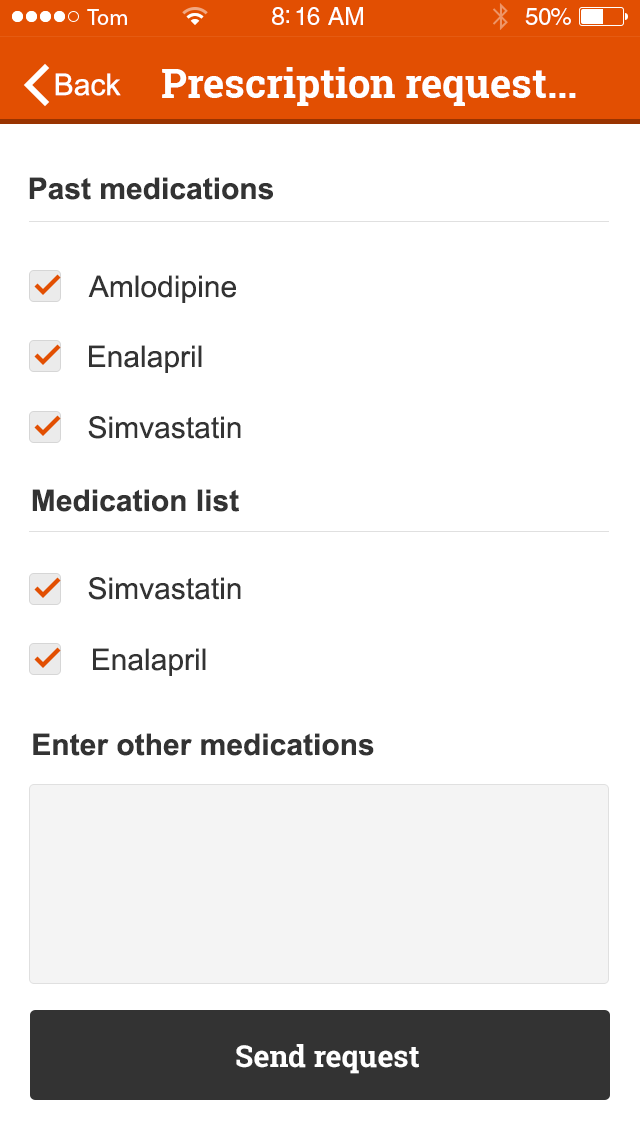 Tom 8:16 AM 50%
Back Prescription request...
Past medications
Amlodipine
Enalapril
Simvastatin
Medication list
Simvastatin
Enalapril
Enter other medications
Send request